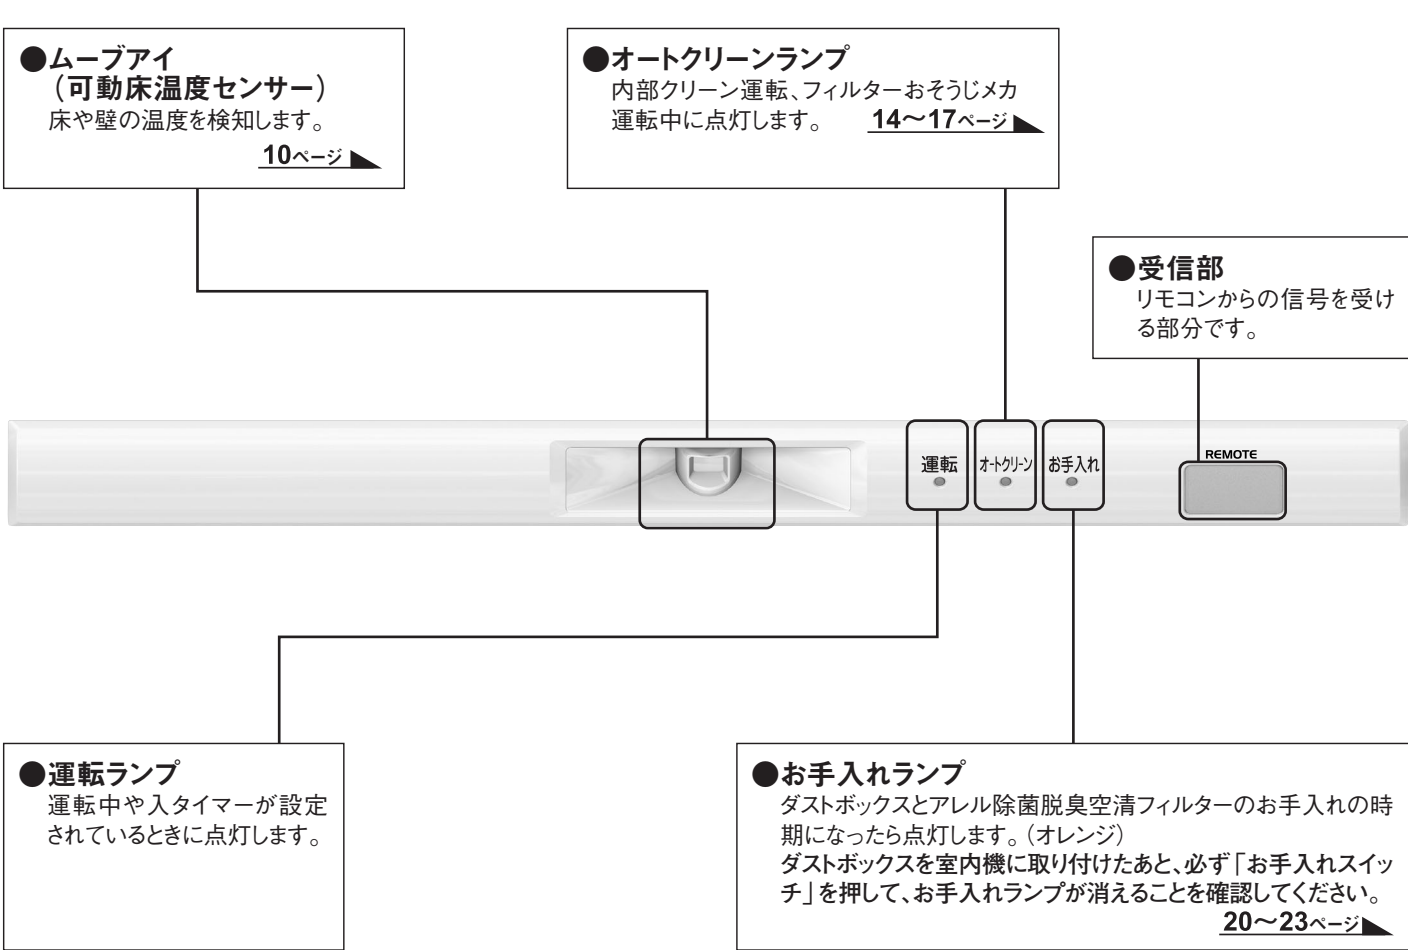 ●ムーブアイ
（可動床温度センサー）
床や壁の温度を検知します。
10ページ
●オートクリーンランプ
内部クリーン運転、フィルターおそうじメカ
運転中に点灯します。 14〜17ページ
●受信部
リモコンからの信号を受け
る部分です。
運転 オートクリーン お手入れ REMOTE
●運転ランプ
運転中や入タイマーが設定
されているときに点灯します。
●お手入れランプ
ダストボックスとアレル除菌脱臭空清フィルターのお手入れの時
期になったら点灯します。（オレンジ）
ダストボックスを室内機に取り付けたあと、必ず「お手入れスイッ
チ」を押して、お手入れランプが消えることを確認してください。
20〜23ページ